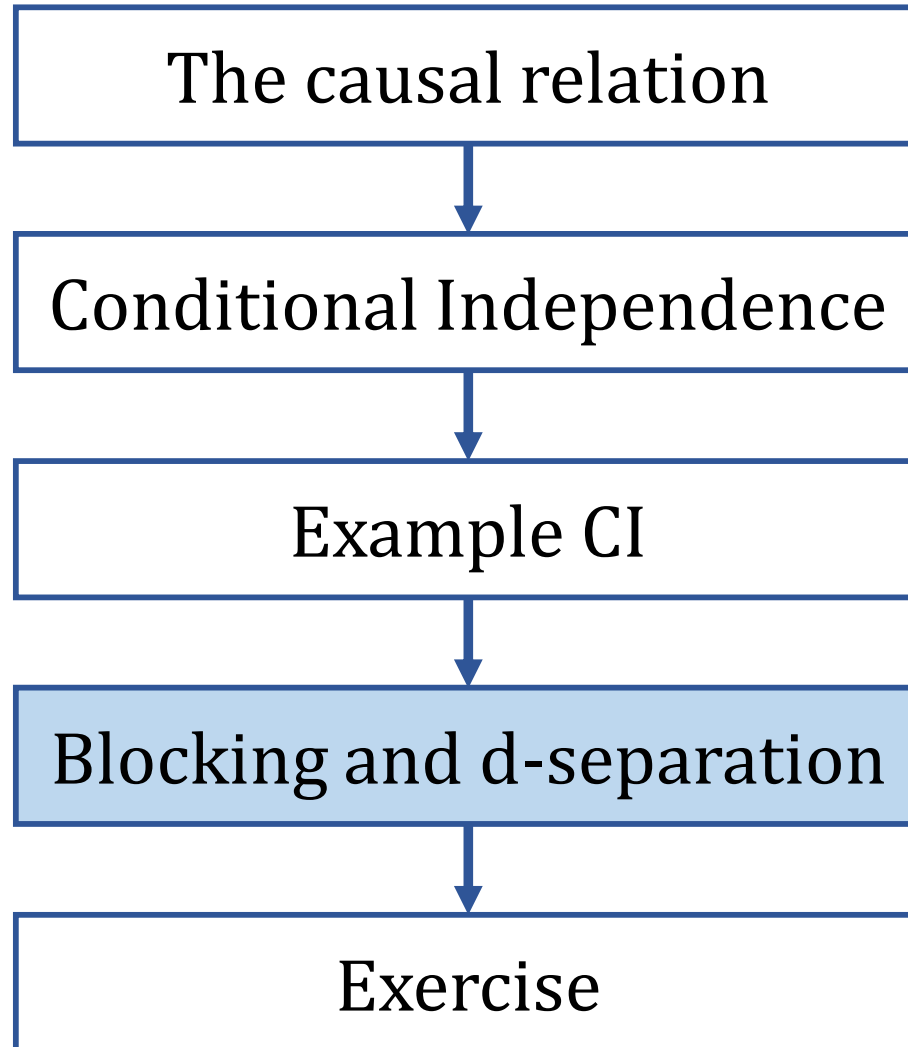 The causal relation
Conditional Independence
Example CI
Blocking and d-separation
Exercise